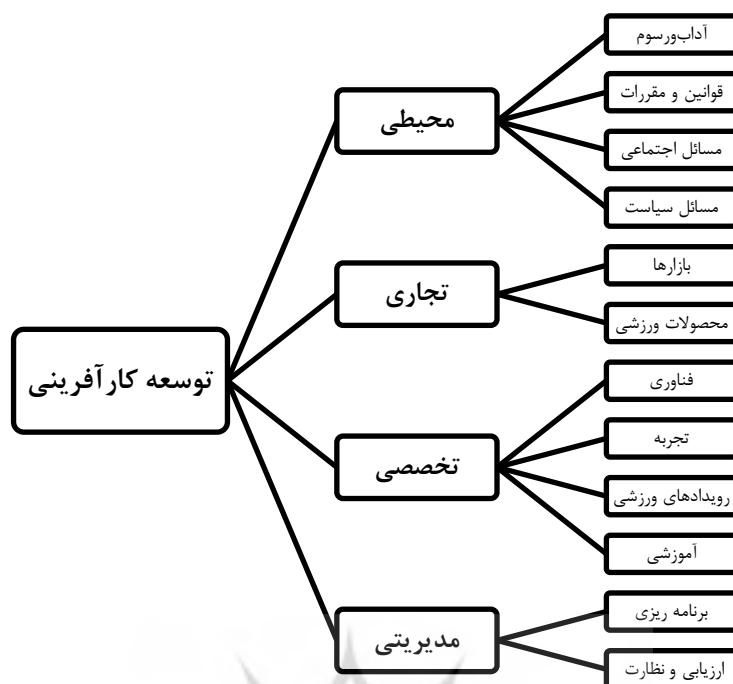 توسعه کارآفرینی
محیطی
آداب‌ورسوم
قوانین و مقررات
مسائل اجتماعی
مسائل سیاست
تجاری
بازارها
محصولات ورزشی
تخصصی
فناوری
تجربه
رویدادهای ورزشی
آموزشی
مدیریتی
برنامه ریزی
ارزیابی و نظارت